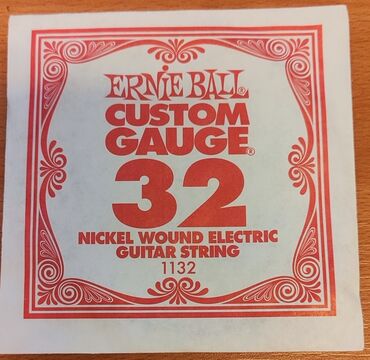 ERNIE BALL®
CUSTOM
GAUGE®
32
NICKEL WOUND ELECTRIC
GUITAR STRING
1132